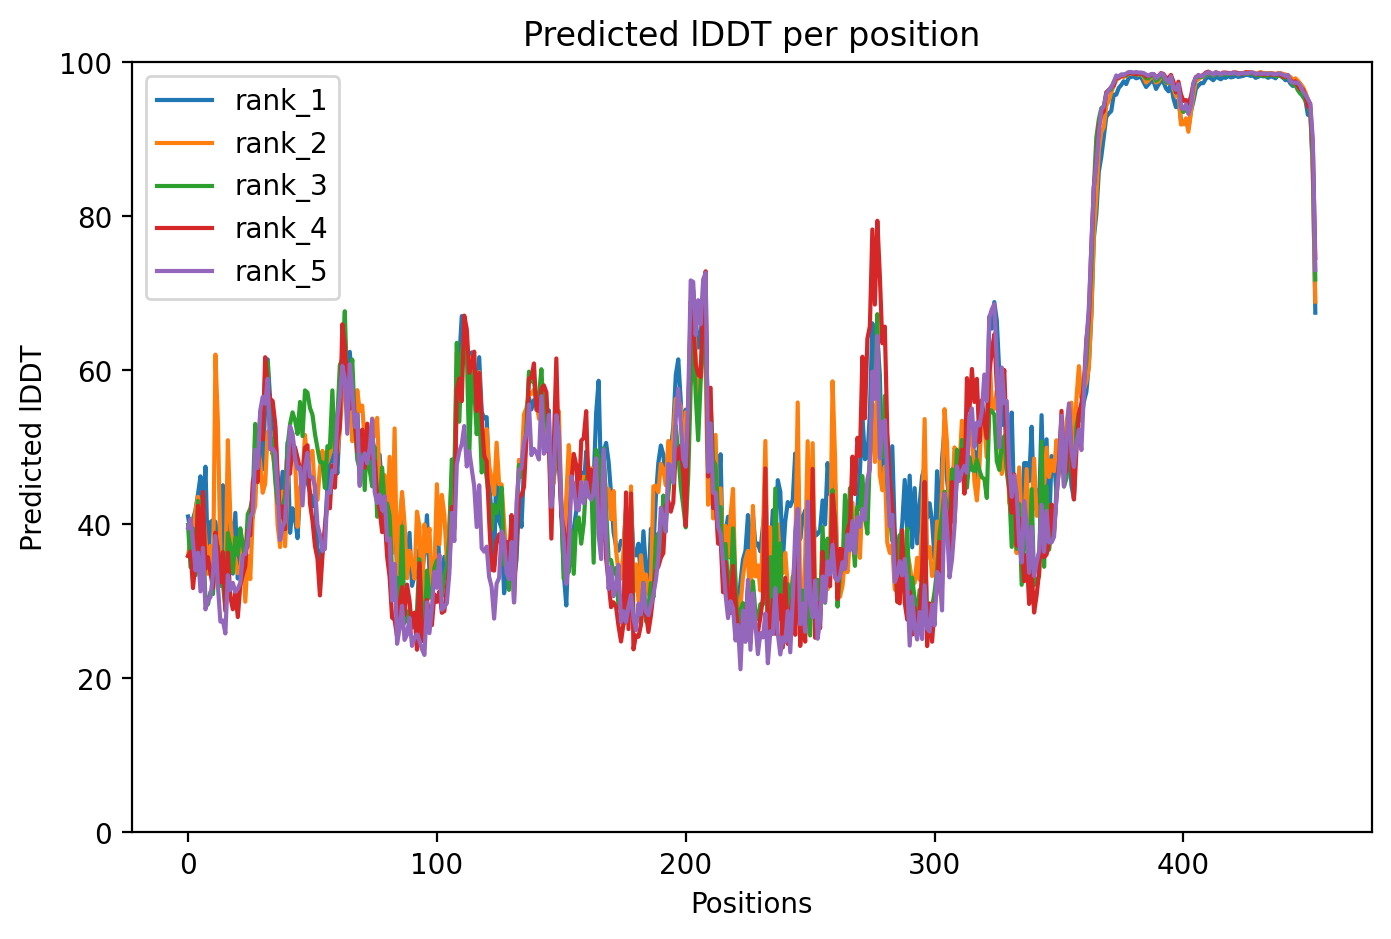 Predicted lDDT per position
100
80
60
40
20
0
Predicted lDDT
rank_1
rank_2
rank_3
rank_4
rank_5
0 100 200 300 400
Positions